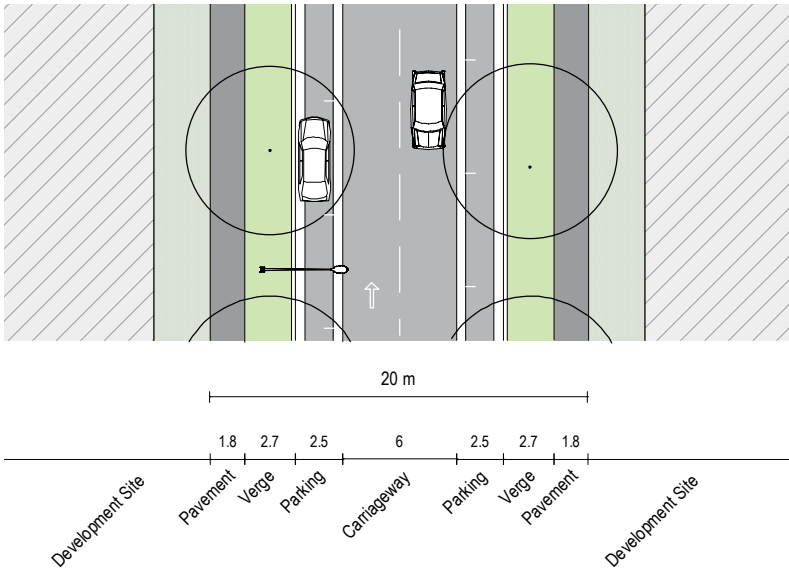 20 m
1.8 2.7 2.5 6 2.5 2.7 1.8
Development Site
Pavement
Verge
Parking
Carriageway
Parking
Verge
Pavement
Development Site